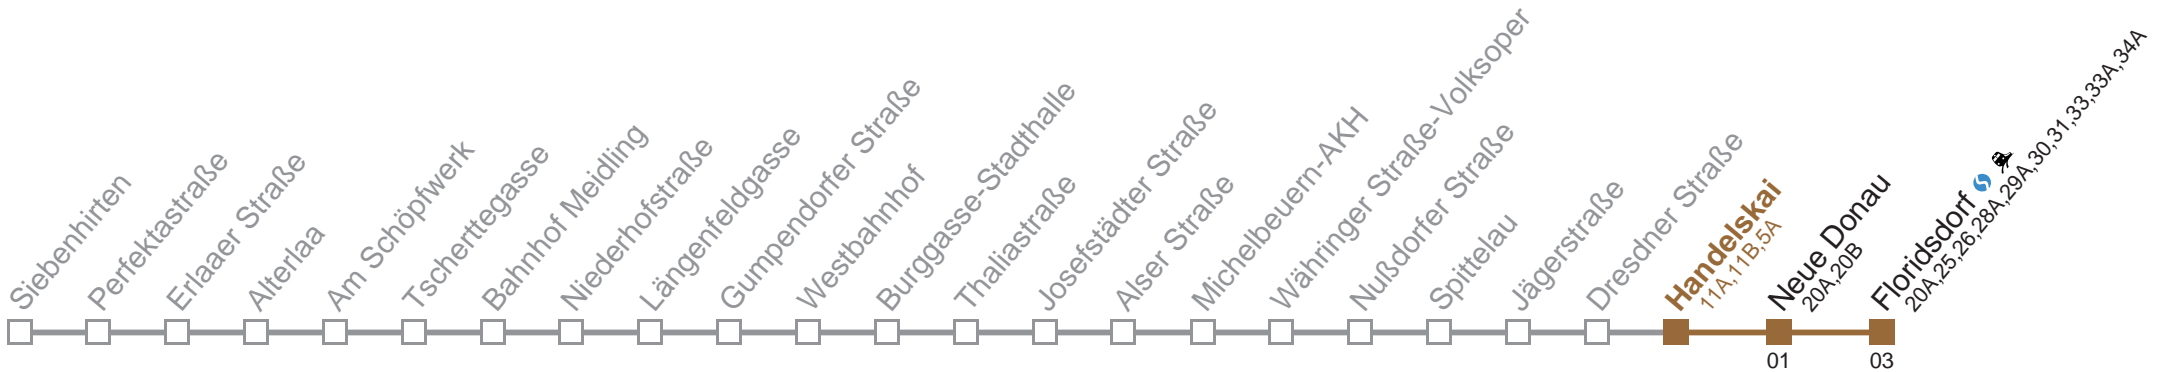 Siebenhirten
Perfektastraße
Erlaaer Straße
Alterlaa
Am Schöpfwerk
Tscherttegasse
Bahnhof Meidling
Niederhofstraße
Längenfeldgasse
Gumpendorfer Straße
Westbahnhof
Burggasse-Stadthalle
Thaliastraße
Josefstädter Straße
Alser Straße
Michelbeuern-AKH
Währinger Straße-Volksoper
Nußdorfer Straße
Spittelau
Jägerstraße
Dresdner Straße
Handelskai
11A,11B,5A
Neue Donau
20A,20B
Floridsdorf
20A,25,26,28A,29A,30,31,33,33A,34A
01
03